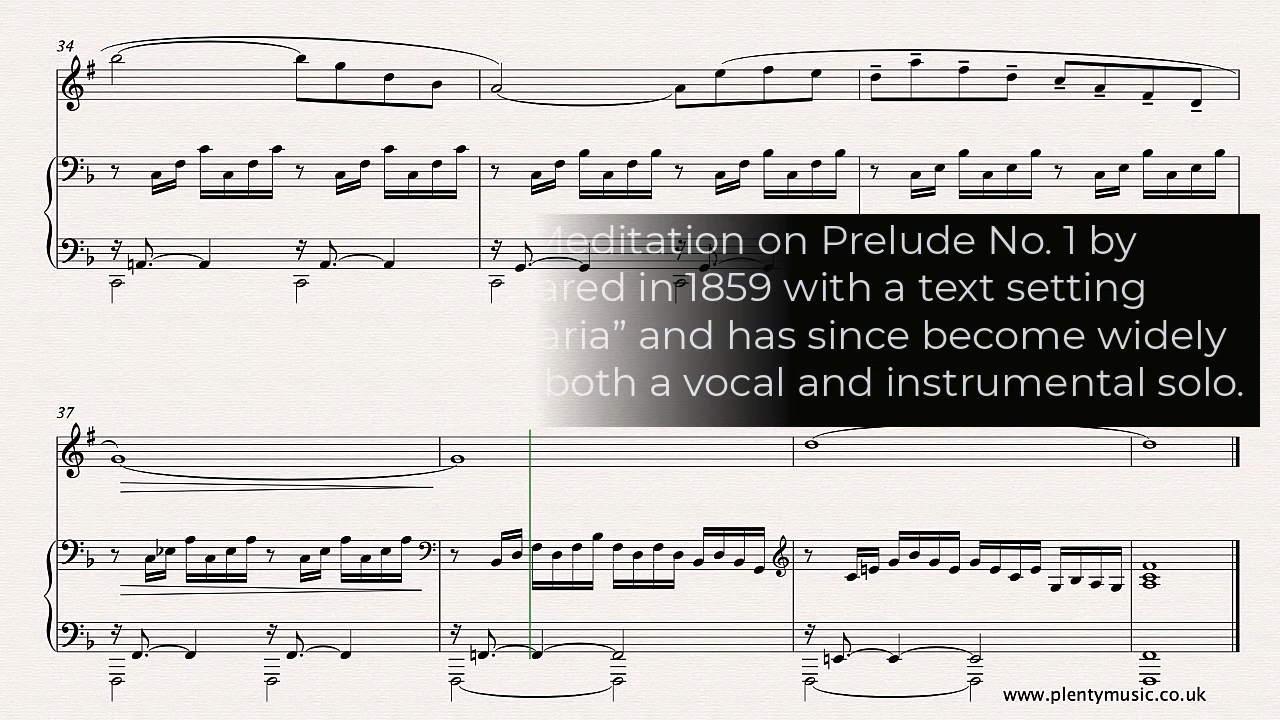 34
Meditation on Prelude No. 1 by
ared in 1859 with a text setting
aria” and has since become widely
both a vocal and instrumental solo.
37
www.plentymusic.co.uk